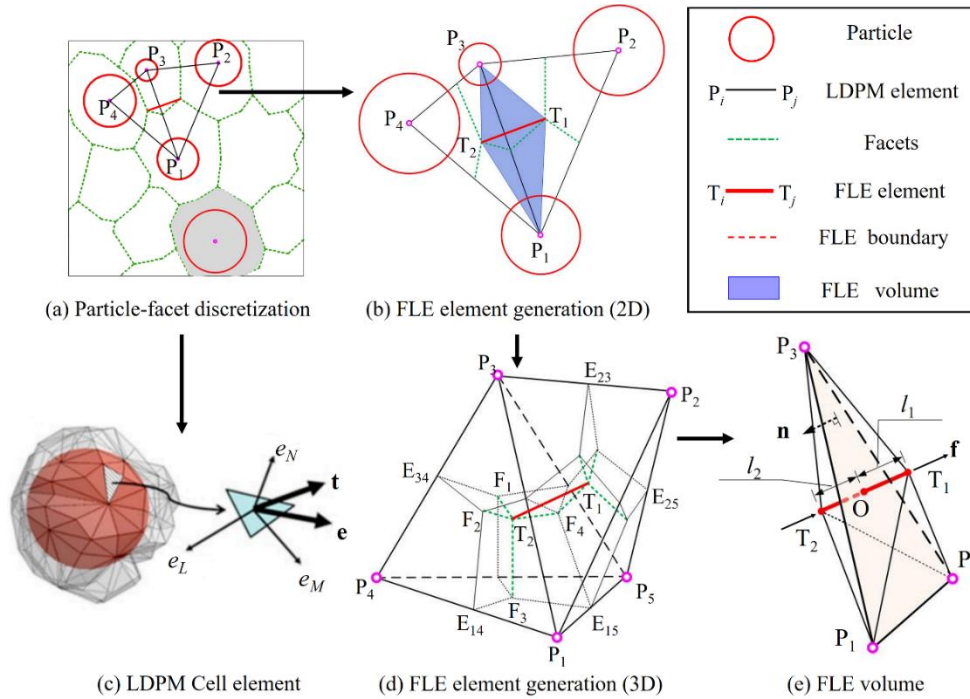 P3
P2
P4
P1
(a) Particle-facet discretization
P3
P2
P4
T1
T2
P1
(b) FLE element generation (2D)
Particle
Pi Pj LDPM element
Facets
Ti Tj FLE element
FLE boundary
FLE volume
eN
t
e
eL
eM
(c) LDPM Cell element
P3
E23
P2
E34
F1
F2
T2
F4
T1
E25
P4
F3
P5
E14
E15
P1
(d) FLE element generation (3D)
P3
l1
n
l2
f
T1
O
T2
P
P1
(e) FLE volume